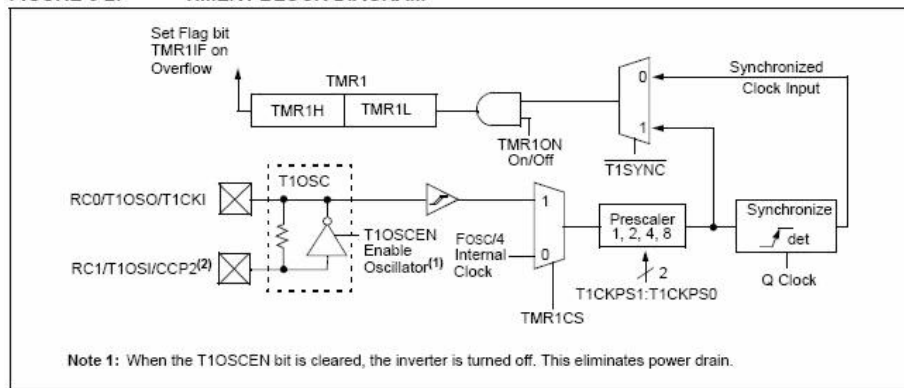 Set Flag bit
TMR1IF on
Overflow
TMR1
TMR1H
TMR1L
TMR1ON
On/Off
0
1
T1SYNC
Synchronized
Clock Input
RC0/T1OSO/T1CKI
T1OSC
T1OSCEN
Enable
Oscillator(1)
RC1/T1OSI/CCP2(2)
FOSC/4
Internal
Clock
1
0
TMR1CS
Prescaler
1, 2, 4, 8
2
T1CKPS1:T1CKPS0
Synchronize
det
Q Clock
Note 1: When the T1OSCEN bit is cleared, the inverter is turned off. This eliminates power drain.